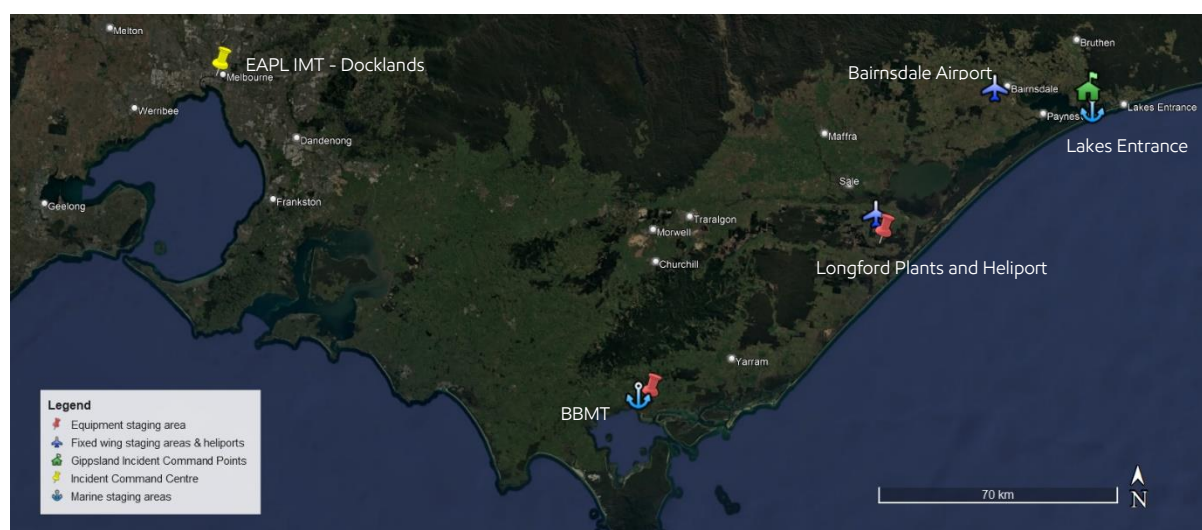 Melton
EAPL IMT - Docklands
Melbourne
Werribee
Dandenong
Geelong
Frankston
Bruthen
Bairnsdale Airport
Bairnsdale
Lakes Entrance
Paynes
Maffra
Lakes Entrance
Sale
Traralgon
Morwell
Churchill
Longford Plants and Heliport
Yarram
BBMT
Legend
Equipment staging area
Fixed wing staging areas & heliports
Gippsland Incident Command Points
Incident Command Centre
Marine staging areas
70 km
N